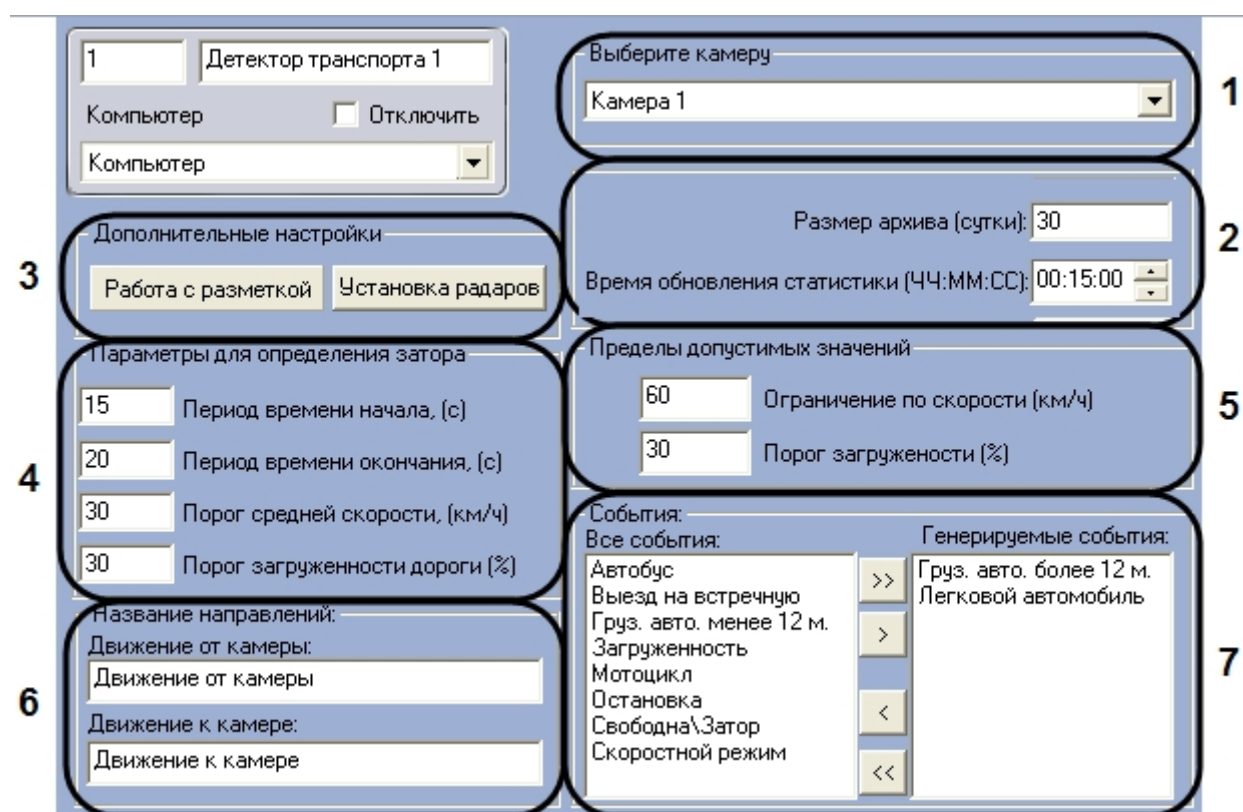 1
Детектор транспорта 1
Компьютер
Отключить
Компьютер
Выберите камеру
Камера 1
1
Размер архива (сутки):
30
Время обновления статистики (ЧЧ:ММ:СС):
00:15:00
2
3
Дополнительные настройки
Работа с разметкой
Установка радаров
4
Параметры для определения затора
15
Период времени начала, (с)
20
Период времени окончания, (с)
30
Порог средней скорости, (км/ч)
30
Порог загруженности дороги (%)
Пределы допустимых значений
60
Ограничение по скорости (км/ч)
30
Порог загружености (%)
5
6
Название направлений:
Движение от камеры:
Движение от камеры
Движение к камере:
Движение к камере
События:
Все события:
Автобус
Выезд на встречную
Груз. авто. менее 12 м.
Загруженность
Мотоцикл
Остановка
Свободна\Затор
Скоростной режим
>>
>
<
<<
Генерируемые события:
Груз. авто. более 12 м.
Легковой автомобиль
7